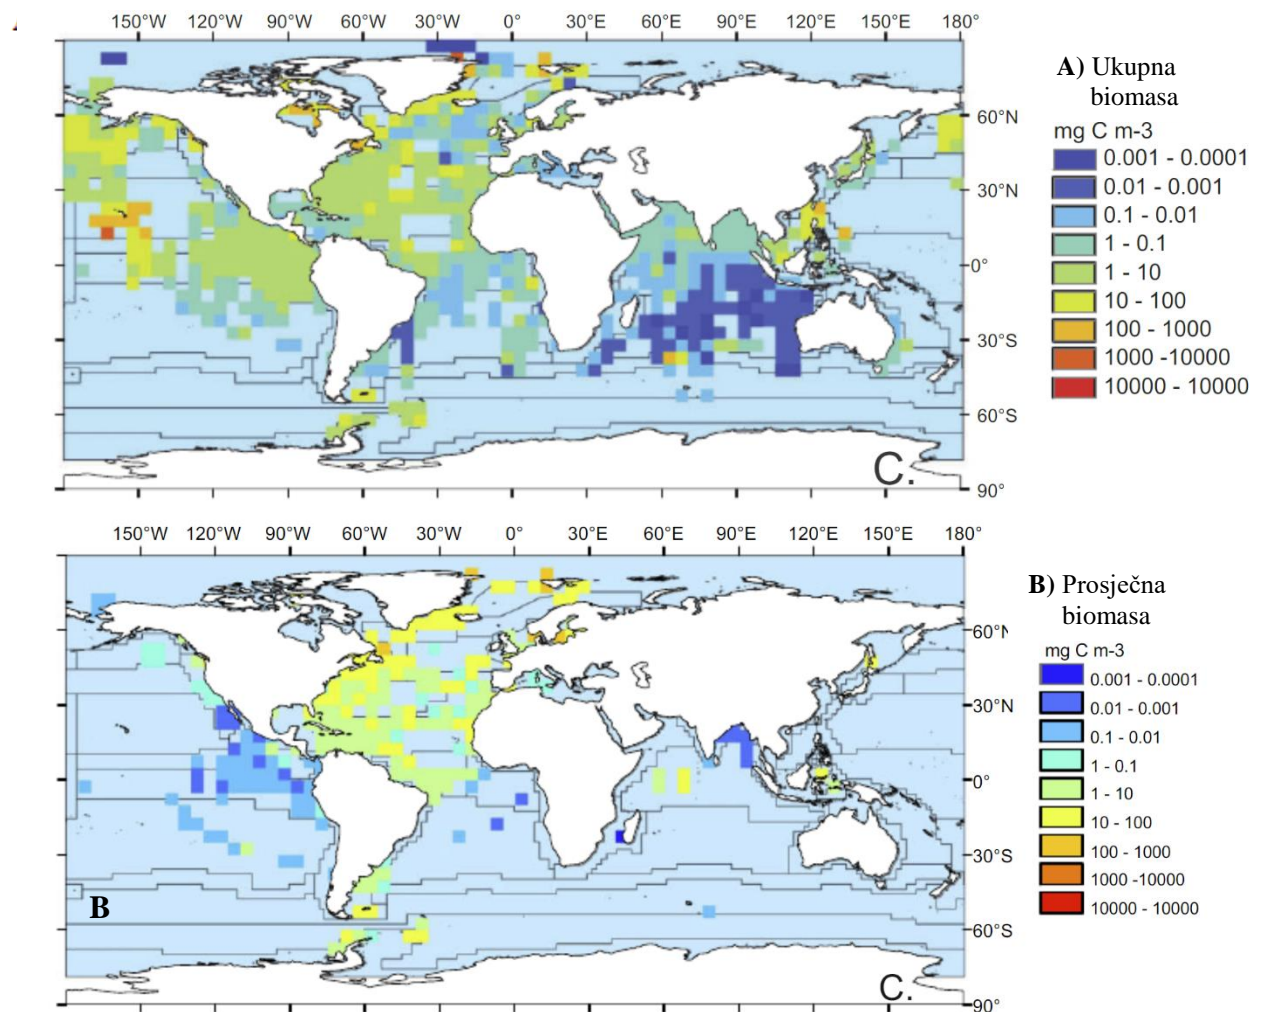 150°W 120°W 90°W 60°W 30°W 0° 30°E 60°E 90°E 120°E 150°E 180°
60°N
30°N
0°
30°S
60°S
90°
C.
A) Ukupna
biomasa
mg C m-3
0.001 - 0.0001
0.01 - 0.001
0.1 - 0.01
1 - 0.1
1 - 10
10 - 100
100 - 1000
1000 -10000
10000 - 10000
150°W 120°W 90°W 60°W 30°W 0° 30°E 60°E 90°E 120°E 150°E 180°
60°N
30°N
0°
30°S
60°S
90°
B
C.
B) Prosječna
biomasa
mg C m-3
0.001 - 0.0001
0.01 - 0.001
0.1 - 0.01
1 - 0.1
1 - 10
10 - 100
100 - 1000
1000 -10000
10000 - 10000